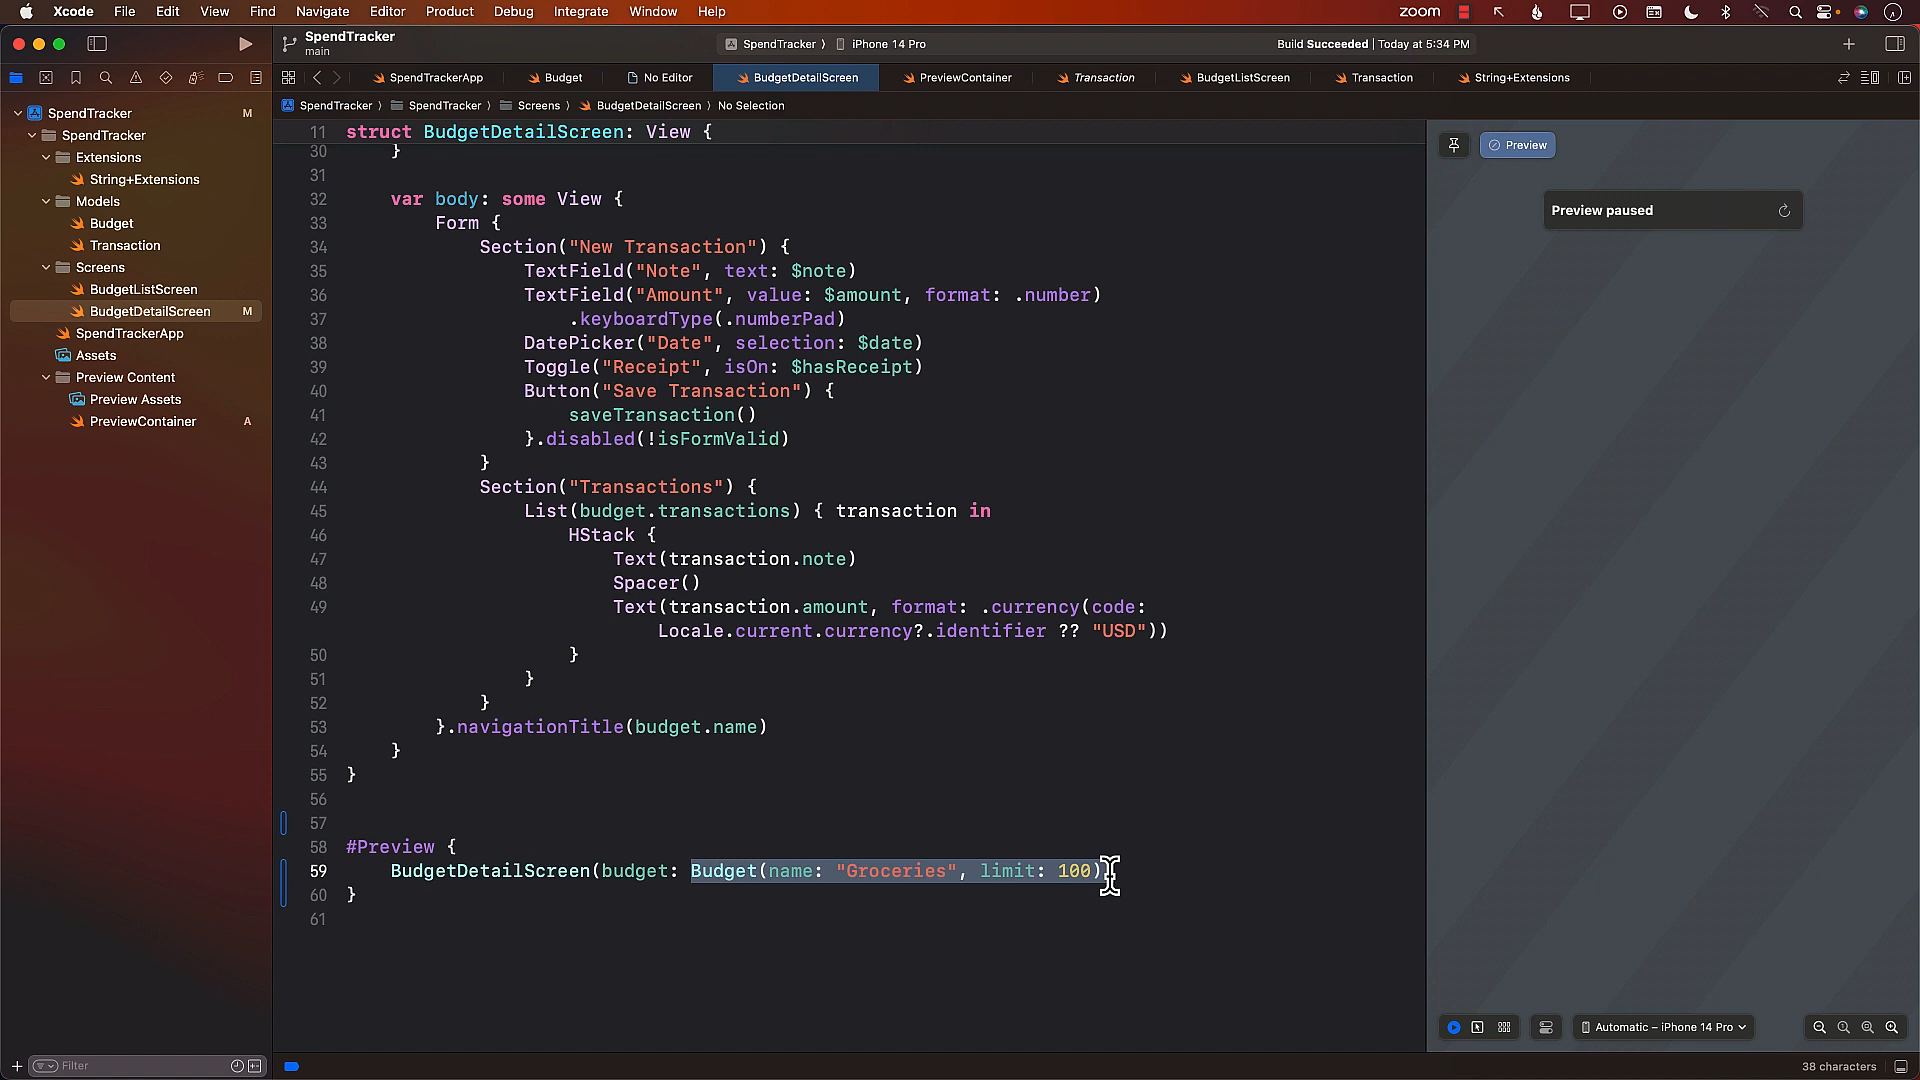 Xcode File Edit View Find Navigate Editor Product Debug Integrate Window Help
zoom
SpendTracker
main
SpendTracker 〉 iPhone 14 Pro
Build Succeeded | Today at 5:34 PM
SpendTrackerApp Budget No Editor BudgetDetailScreen PreviewContainer Transaction BudgetListScreen Transaction String+Extensions
SpendTracker 〉 SpendTracker 〉 Screens 〉 BudgetDetailScreen 〉 No Selection
SpendTracker M
SpendTracker
Extensions
String+Extensions
Models
Budget
Transaction
Screens
BudgetListScreen
BudgetDetailScreen M
SpendTrackerApp
Assets
Preview Content
Preview Assets
PreviewContainer A
Filter
11 struct BudgetDetailScreen: View {
30 }
31
32 var body: some View {
33 Form {
34 Section("New Transaction") {
35 TextField("Note", text: $note)
36 TextField("Amount", value: $amount, format: .number)
37 .keyboardType(.numberPad)
38 DatePicker("Date", selection: $date)
39 Toggle("Receipt", isOn: $hasReceipt)
40 Button("Save Transaction") {
41 saveTransaction()
42 }.disabled(!isFormValid)
43 }
44 Section("Transactions") {
45 List(budget.transactions) { transaction in
46 HStack {
47 Text(transaction.note)
48 Spacer()
49 Text(transaction.amount, format: .currency(code:
Locale.current.currency?.identifier ?? "USD"))
50 }
51 }
52 }
53 }.navigationTitle(budget.name)
54 }
55 }
56
57
58 #Preview {
59 BudgetDetailScreen(budget: Budget(name: "Groceries", limit: 100))
60 }
61
Preview
Preview paused
Automatic – iPhone 14 Pro
38 characters